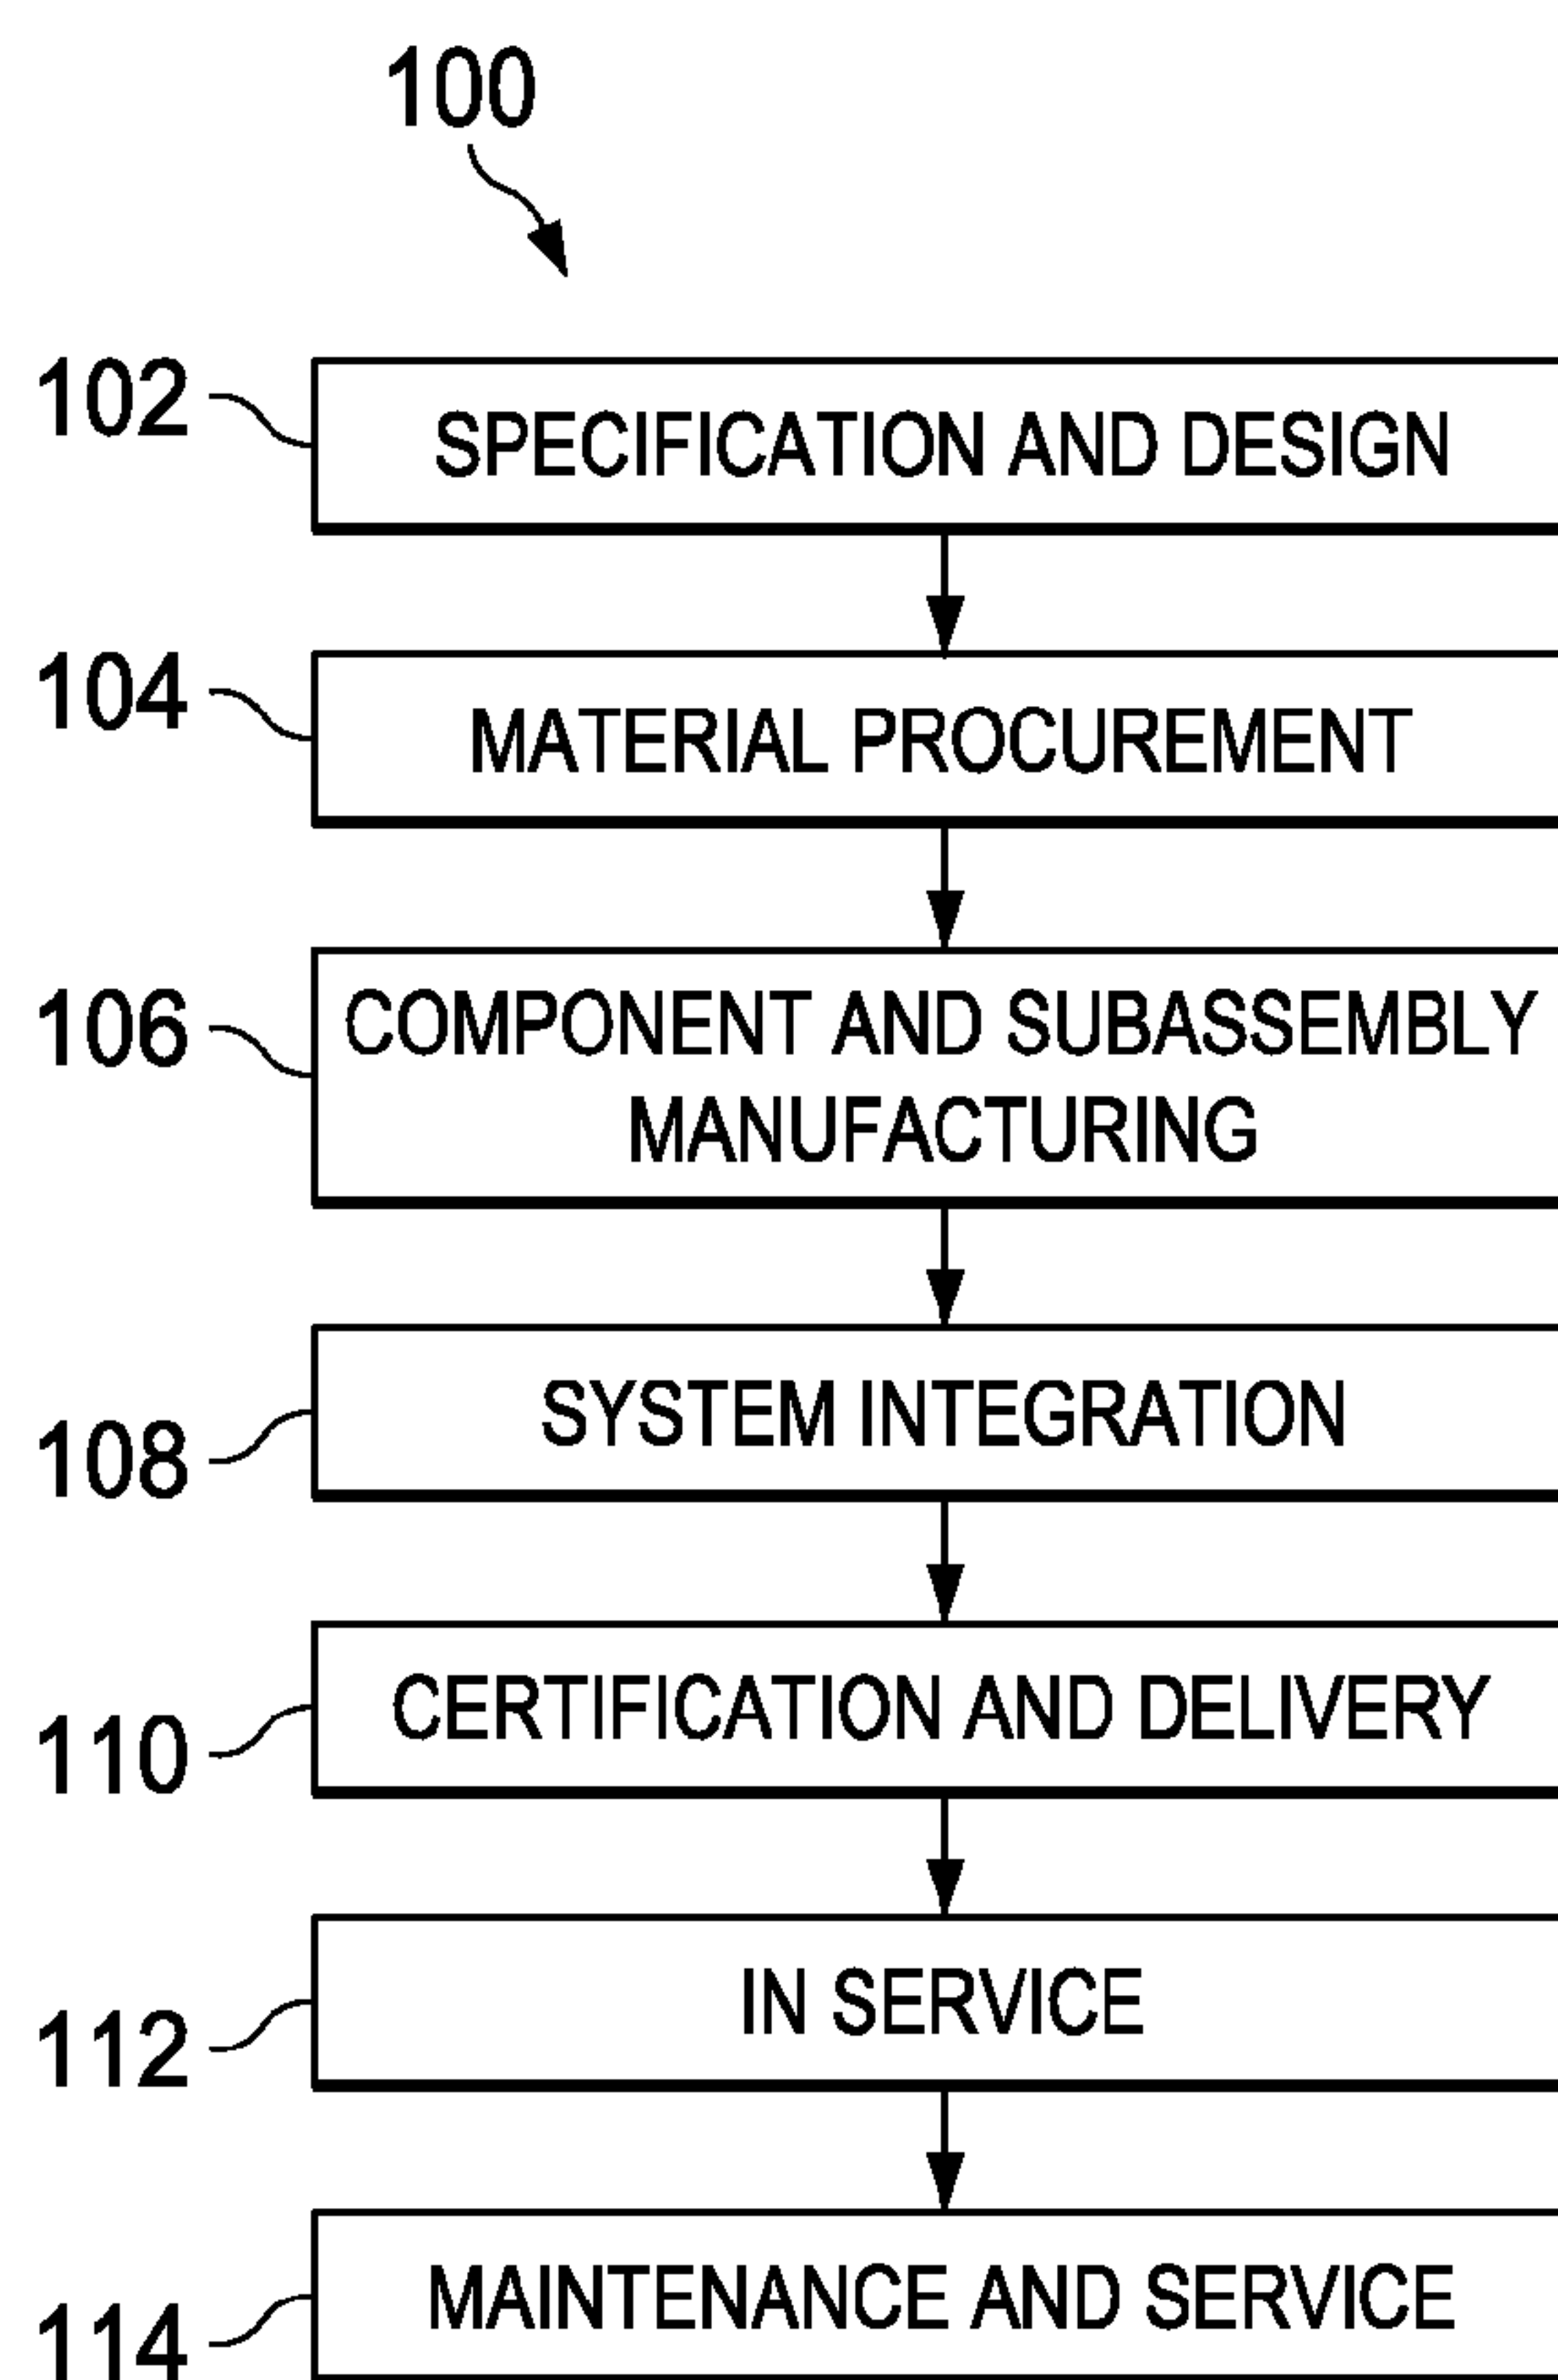 100
102
SPECIFICATION AND DESIGN
104
MATERIAL PROCUREMENT
106
COMPONENT AND SUBASSEMBLY
MANUFACTURING
108
SYSTEM INTEGRATION
110
CERTIFICATION AND DELIVERY
112
IN SERVICE
114
MAINTENANCE AND SERVICE